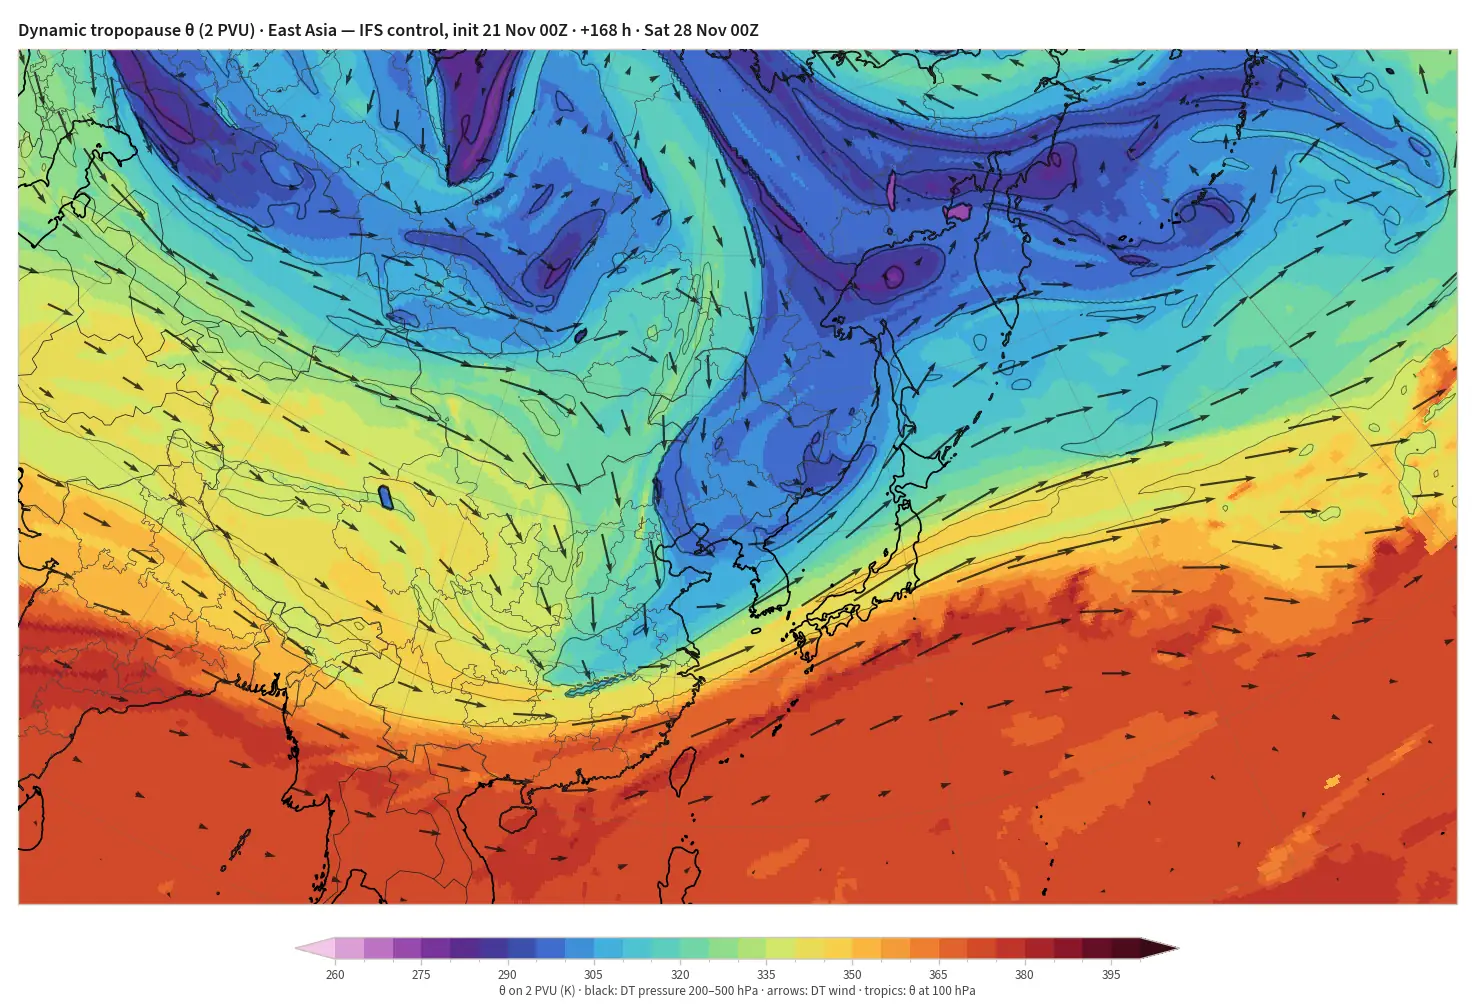 Dynamic tropopause θ (2 PVU) · East Asia — IFS control, init 21 Nov 00Z · +168 h · Sat 28 Nov 00Z
260 275 290 305 320 335 350 365 380 395
θ on 2 PVU (K) · black: DT pressure 200–500 hPa · arrows: DT wind · tropics: θ at 100 hPa